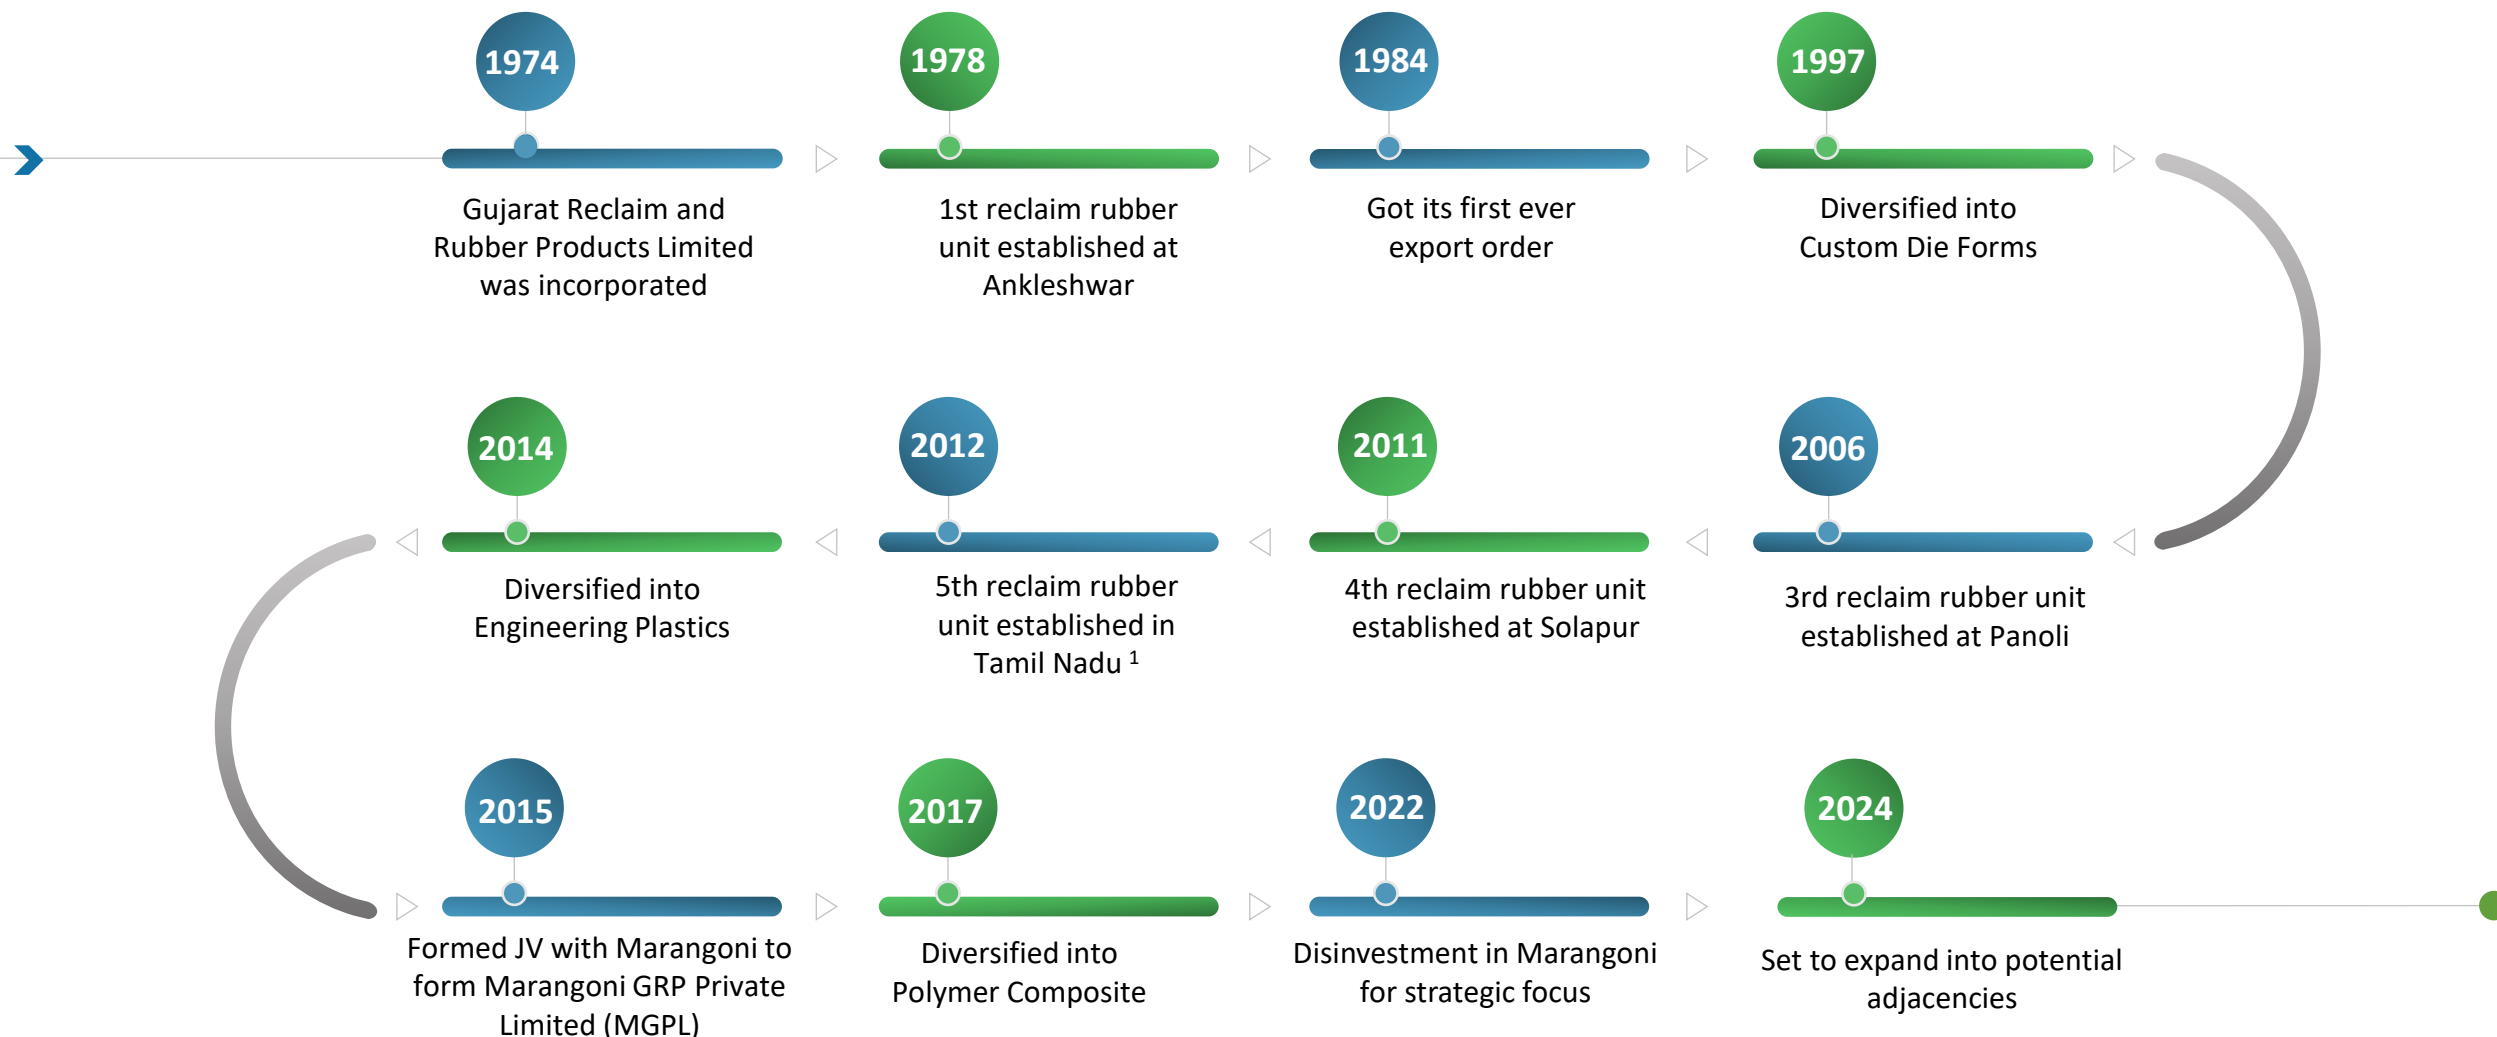 1974
Gujarat Reclaim and
Rubber Products Limited
was incorporated
1978
1st reclaim rubber
unit established at
Ankleshwar
1984
Got its first ever
export order
1997
Diversified into
Custom Die Forms
2006
3rd reclaim rubber unit
established at Panoli
2011
4th reclaim rubber unit
established at Solapur
2012
5th reclaim rubber
unit established in
Tamil Nadu ¹
2014
Diversified into
Engineering Plastics
2015
Formed JV with Marangoni to
form Marangoni GRP Private
Limited (MGPL)
2017
Diversified into
Polymer Composite
2022
Disinvestment in Marangoni
for strategic focus
2024
Set to expand into potential
adjacencies